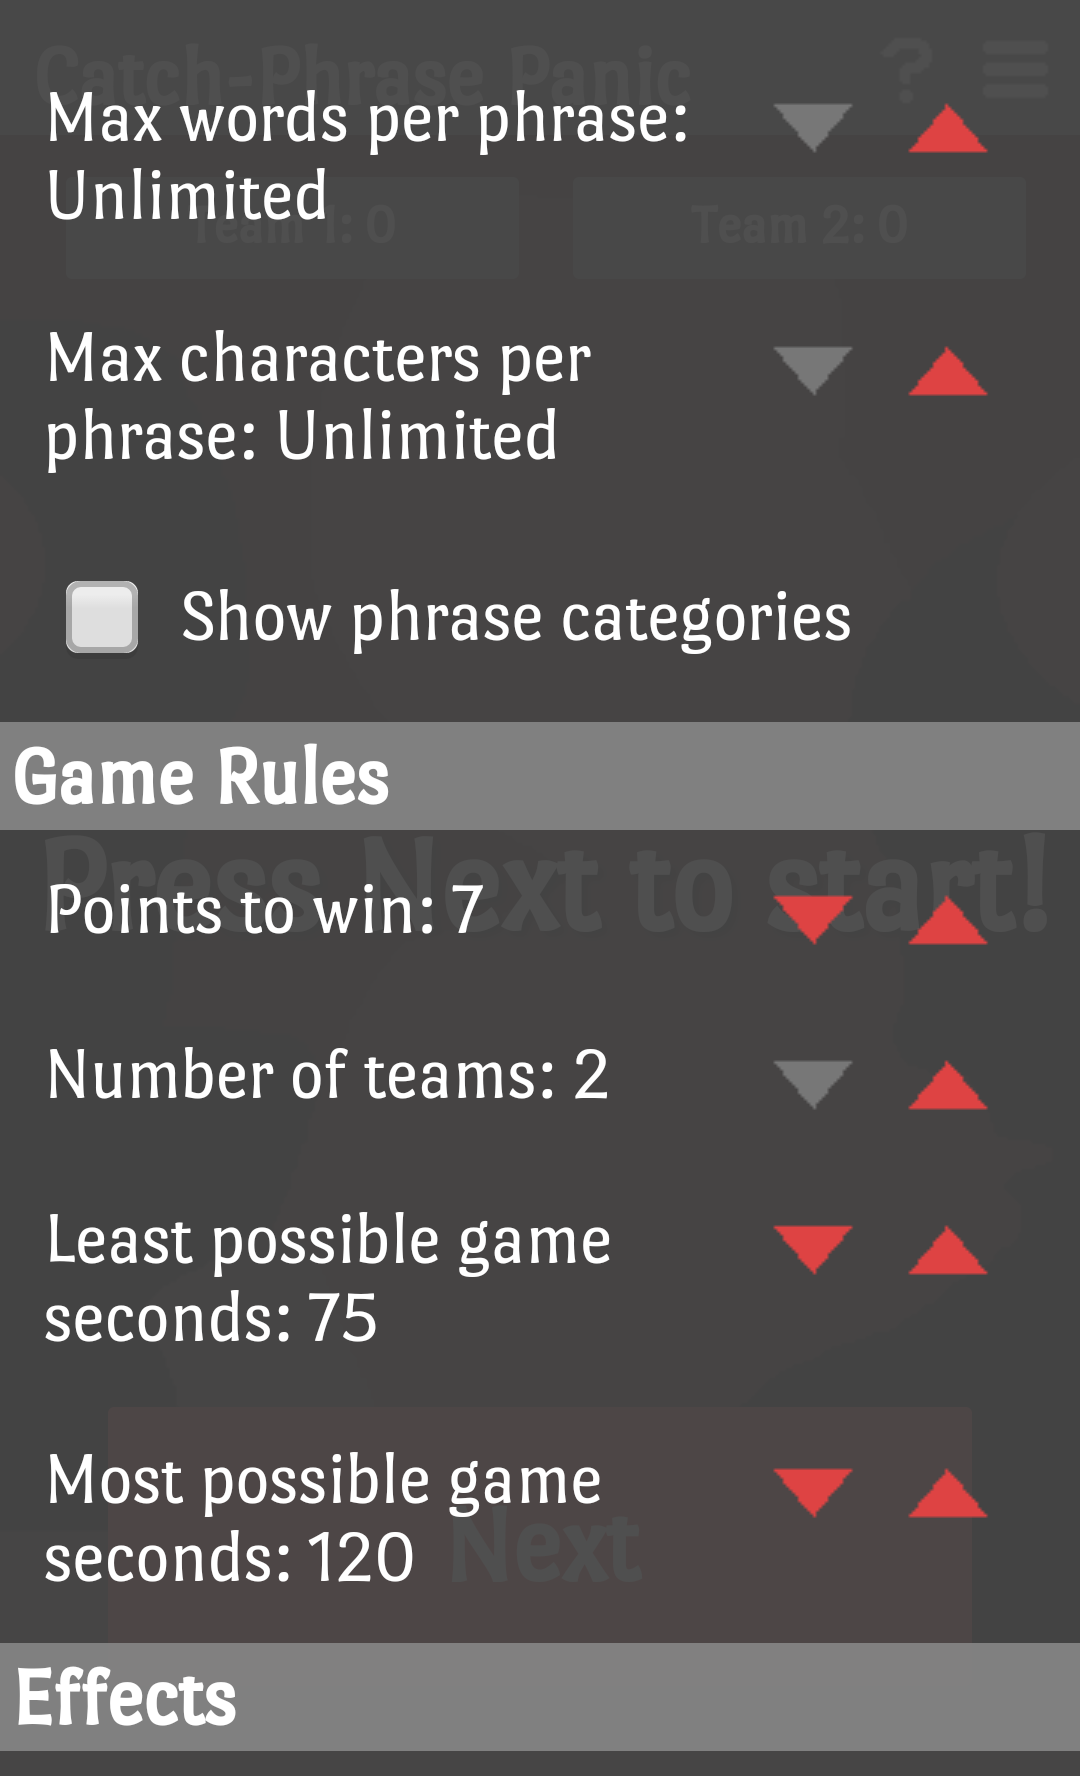 Catch-Phrase Panic ?
Max words per phrase:
Unlimited
Team 1: 0 Team 2: 0
Max characters per
phrase: Unlimited
Show phrase categories
Game Rules
Press Next to start!
Points to win: 7
Number of teams: 2
Least possible game
seconds: 75
Most possible game
seconds: 120
Next
Effects